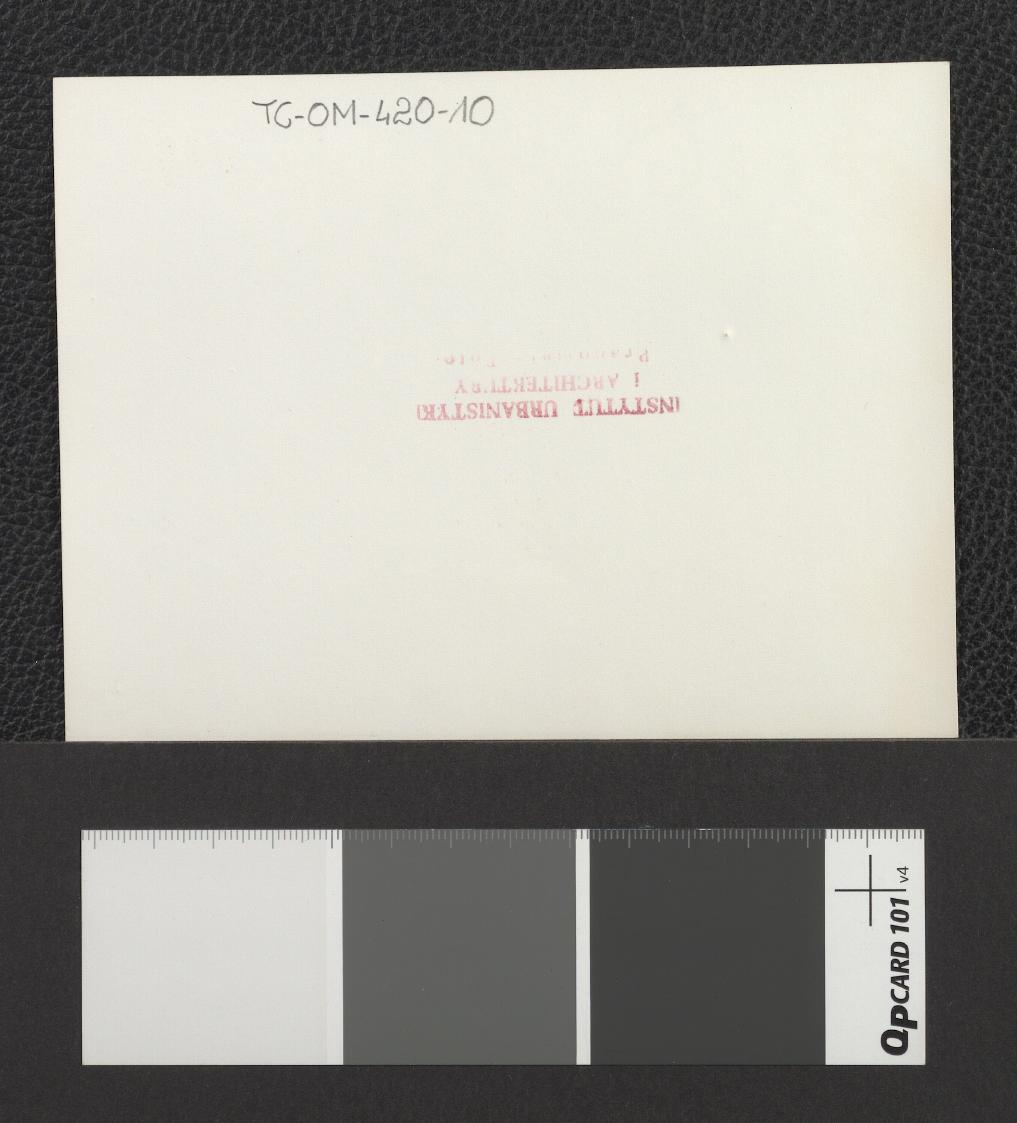 TG-OM-420-10
INSTYTUT URBANISTYKI
i ARCHITEKTURY
QPCARD 101 v4